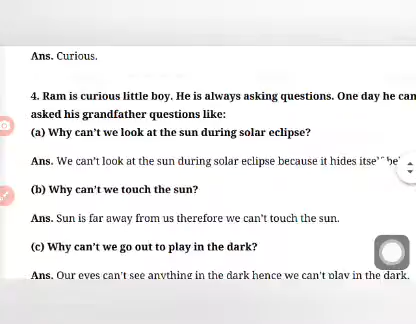 Ans. Curious.
4. Ram is curious little boy. He is always asking questions. One day he can
asked his grandfather questions like:
(a) Why can't we look at the sun during solar eclipse?
Ans. We can't look at the sun during solar eclipse because it hides
(b) Why can't we touch the sun?
Ans. Sun is far away from us therefore we can't touch the sun.
(c) Why can't we go out to play in the dark?
Ans. Our eyes can't see anything in the dark hence we can't play in the dark.